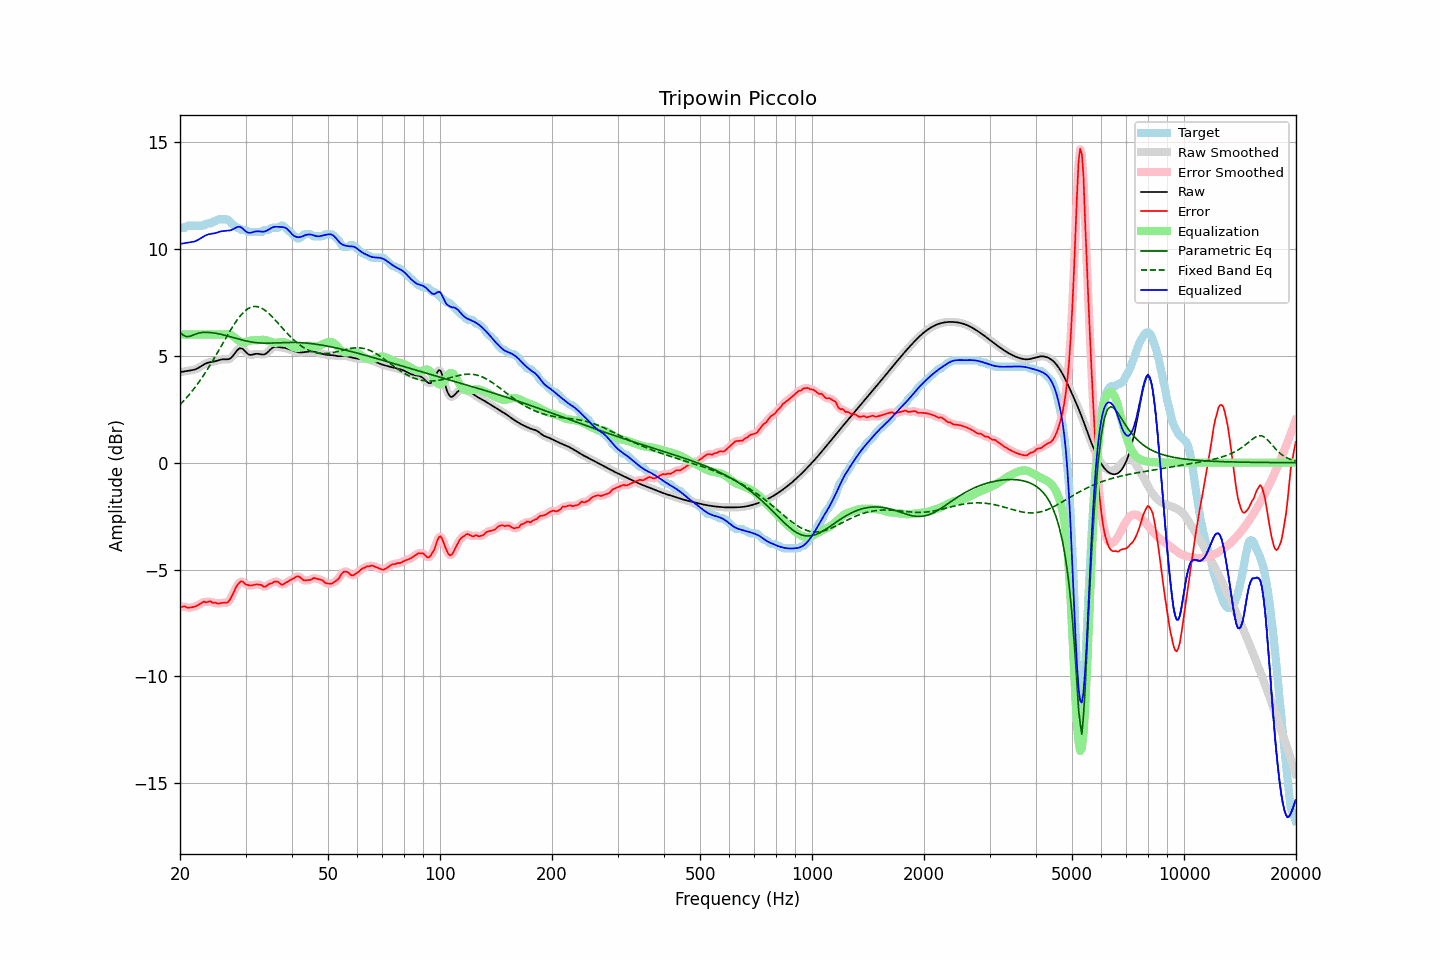 Tripowin Piccolo
Amplitude (dBr)
15
10
5
0
−5
−10
−15
Target
Raw Smoothed
Error Smoothed
Raw
Error
Equalization
Parametric Eq
Fixed Band Eq
Equalized
20 50 100 200 500 1000 2000 5000 10000 20000
Frequency (Hz)